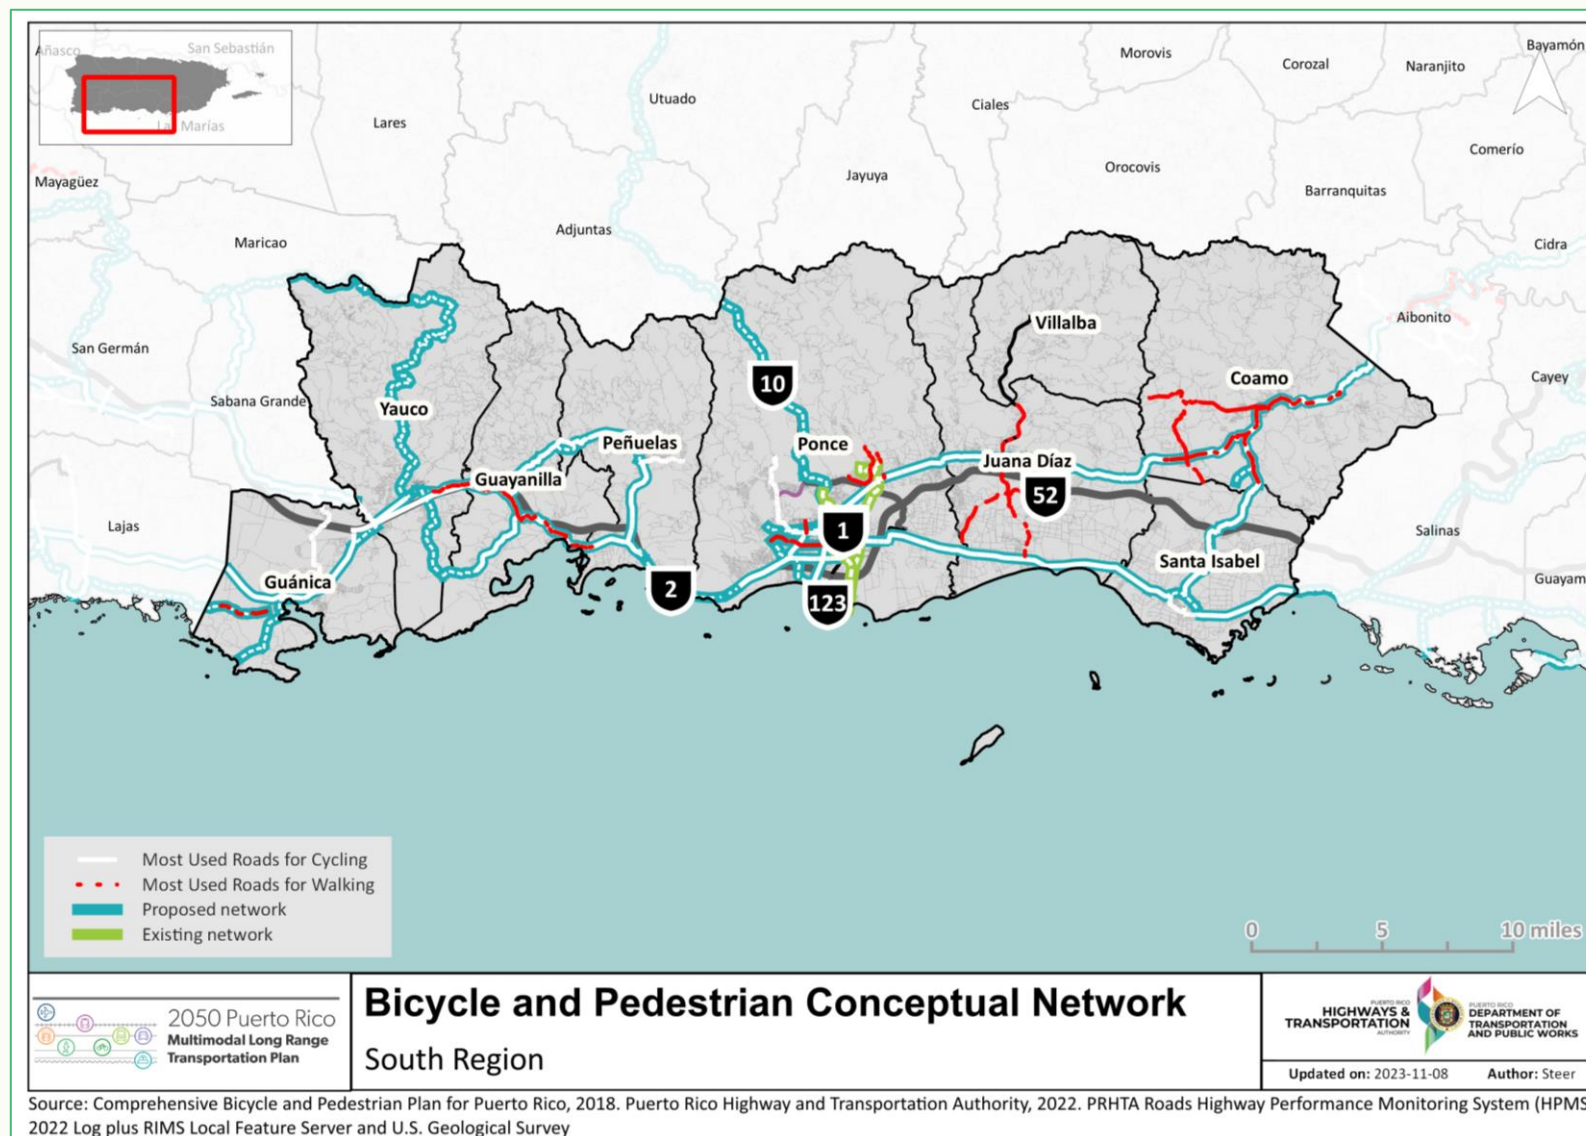 Añasco
San Sebastián
Las Marías
Mayagüez
Lares
Utuado
Morovis
Corozal
Naranjito
Bayamón
Ciales
Comerío
Jayuya
Orocovis
Barranquitas
Adjuntas
Maricao
Cidra
San Germán
Sabana Grande
Villalba
Aibonito
Yauco
10
Coamo
Cayey
Peñuelas
Ponce
Guayanilla
Juana Díaz
52
Lajas
1
Salinas
Guánica
2
123
Santa Isabel
Guayam
Most Used Roads for Cycling
Most Used Roads for Walking
Proposed network
Existing network
0 5 10 miles
2050 Puerto Rico
Multimodal Long Range
Transportation Plan
Bicycle and Pedestrian Conceptual Network
South Region
PUERTO RICO
HIGHWAYS &
TRANSPORTATION
AUTHORITY
PUERTO RICO
DEPARTMENT OF
TRANSPORTATION
AND PUBLIC WORKS
Updated on: 2023-11-08 Author: Steer
Source: Comprehensive Bicycle and Pedestrian Plan for Puerto Rico, 2018. Puerto Rico Highway and Transportation Authority, 2022. PRHTA Roads Highway Performance Monitoring System (HPMS
2022 Log plus RIMS Local Feature Server and U.S. Geological Survey